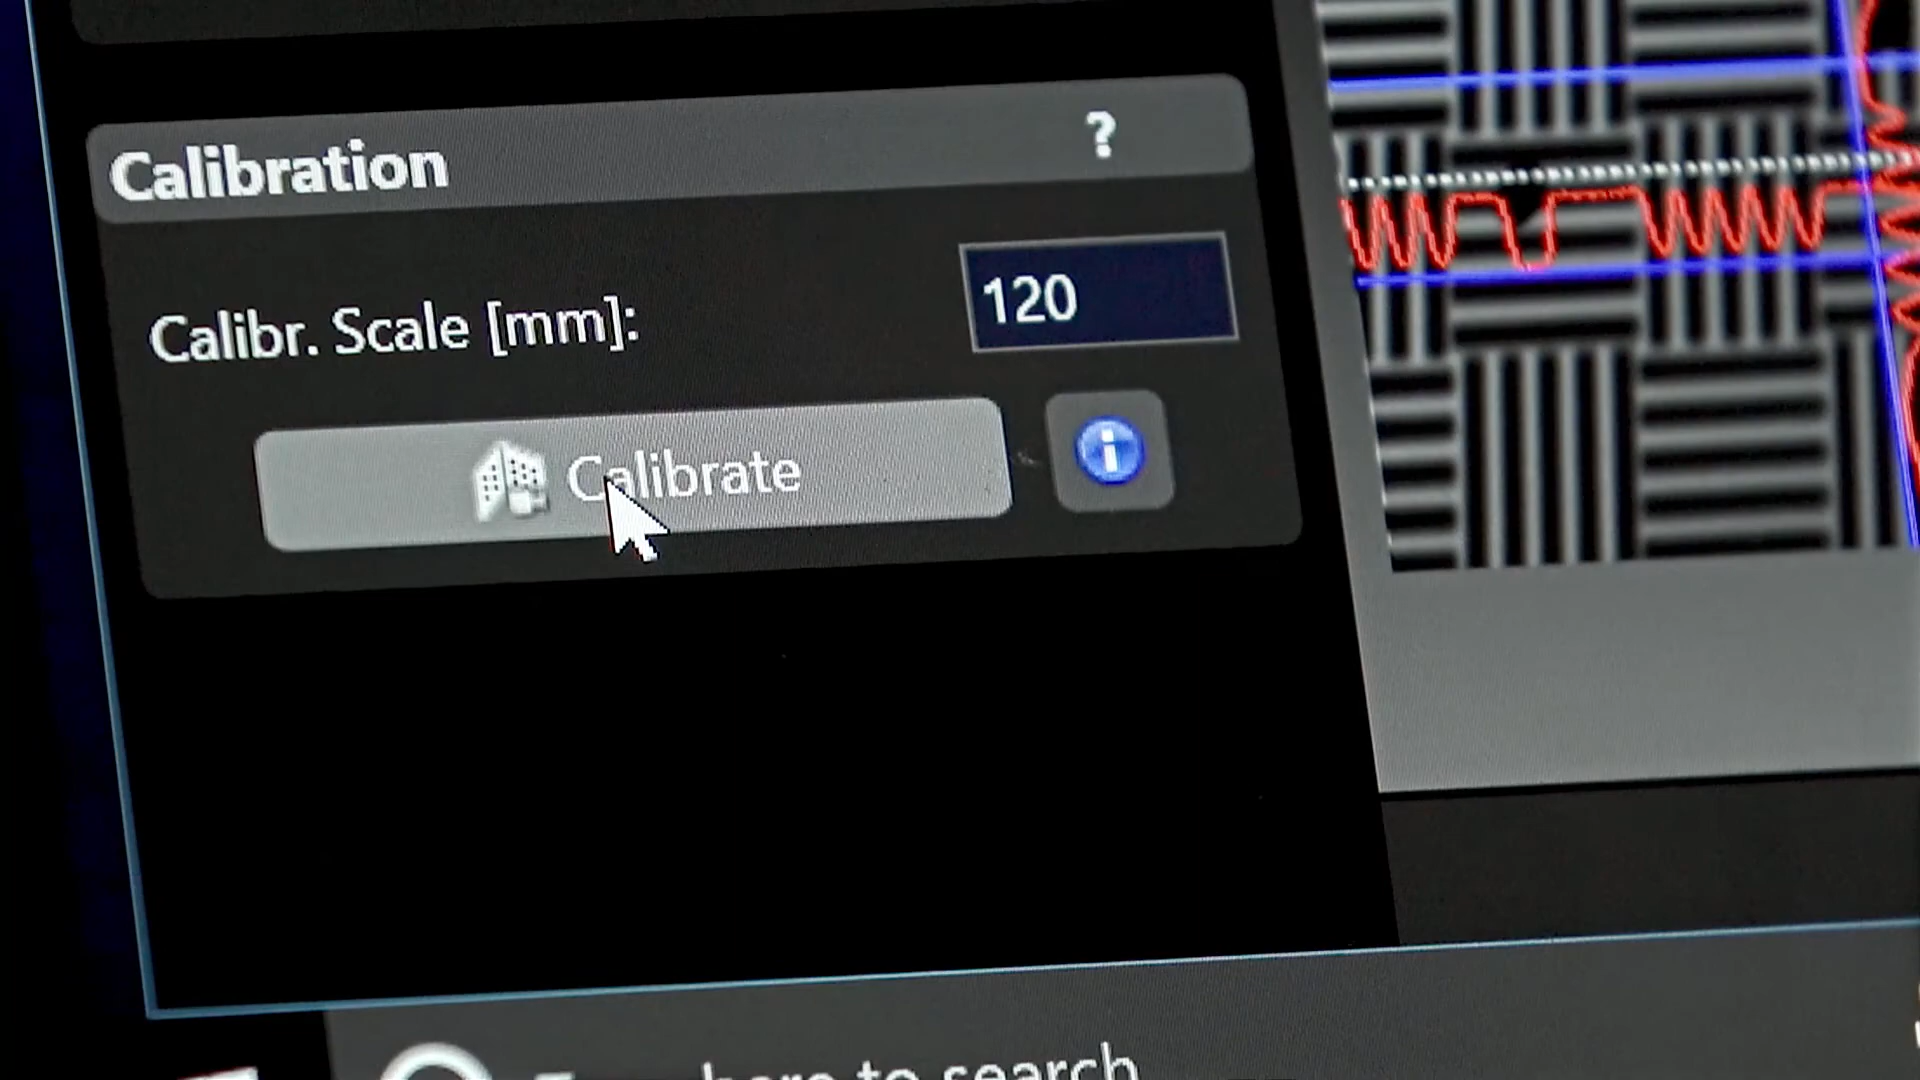 Calibration ?
Calibr. Scale [mm]: 120
Calibrate i
here to search